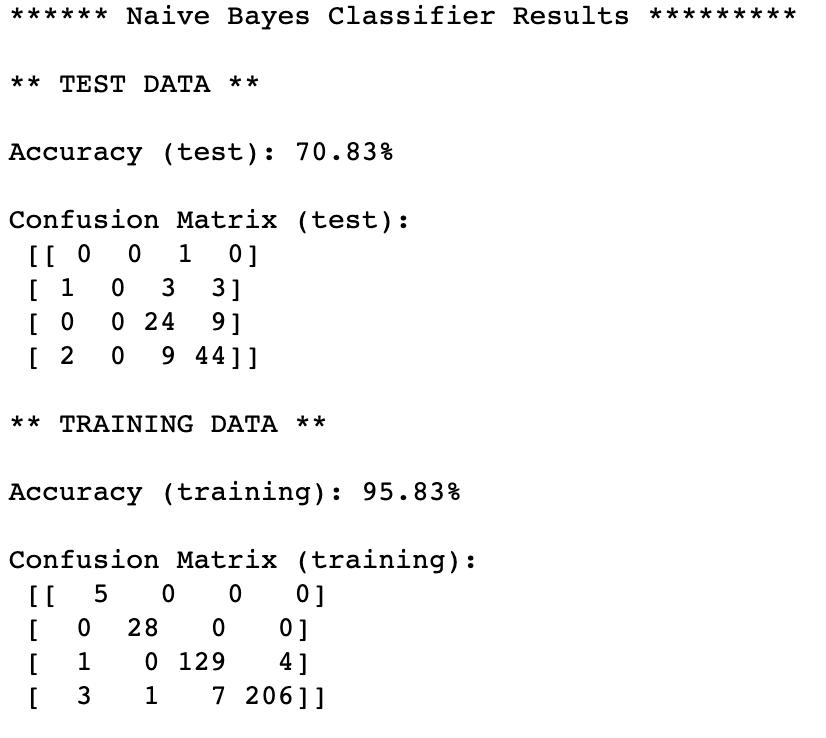 ****** Naive Bayes Classifier Results *********
** TEST DATA **
Accuracy (test): 70.83%
Confusion Matrix (test):
[[ 0  0  1  0]
[ 1  0  3  3]
[ 0  0 24  9]
[ 2  0  9 44]]
** TRAINING DATA **
Accuracy (training): 95.83%
Confusion Matrix (training):
[[  5   0   0   0]
[  0  28   0   0]
[  1   0 129   4]
[  3   1   7 206]]